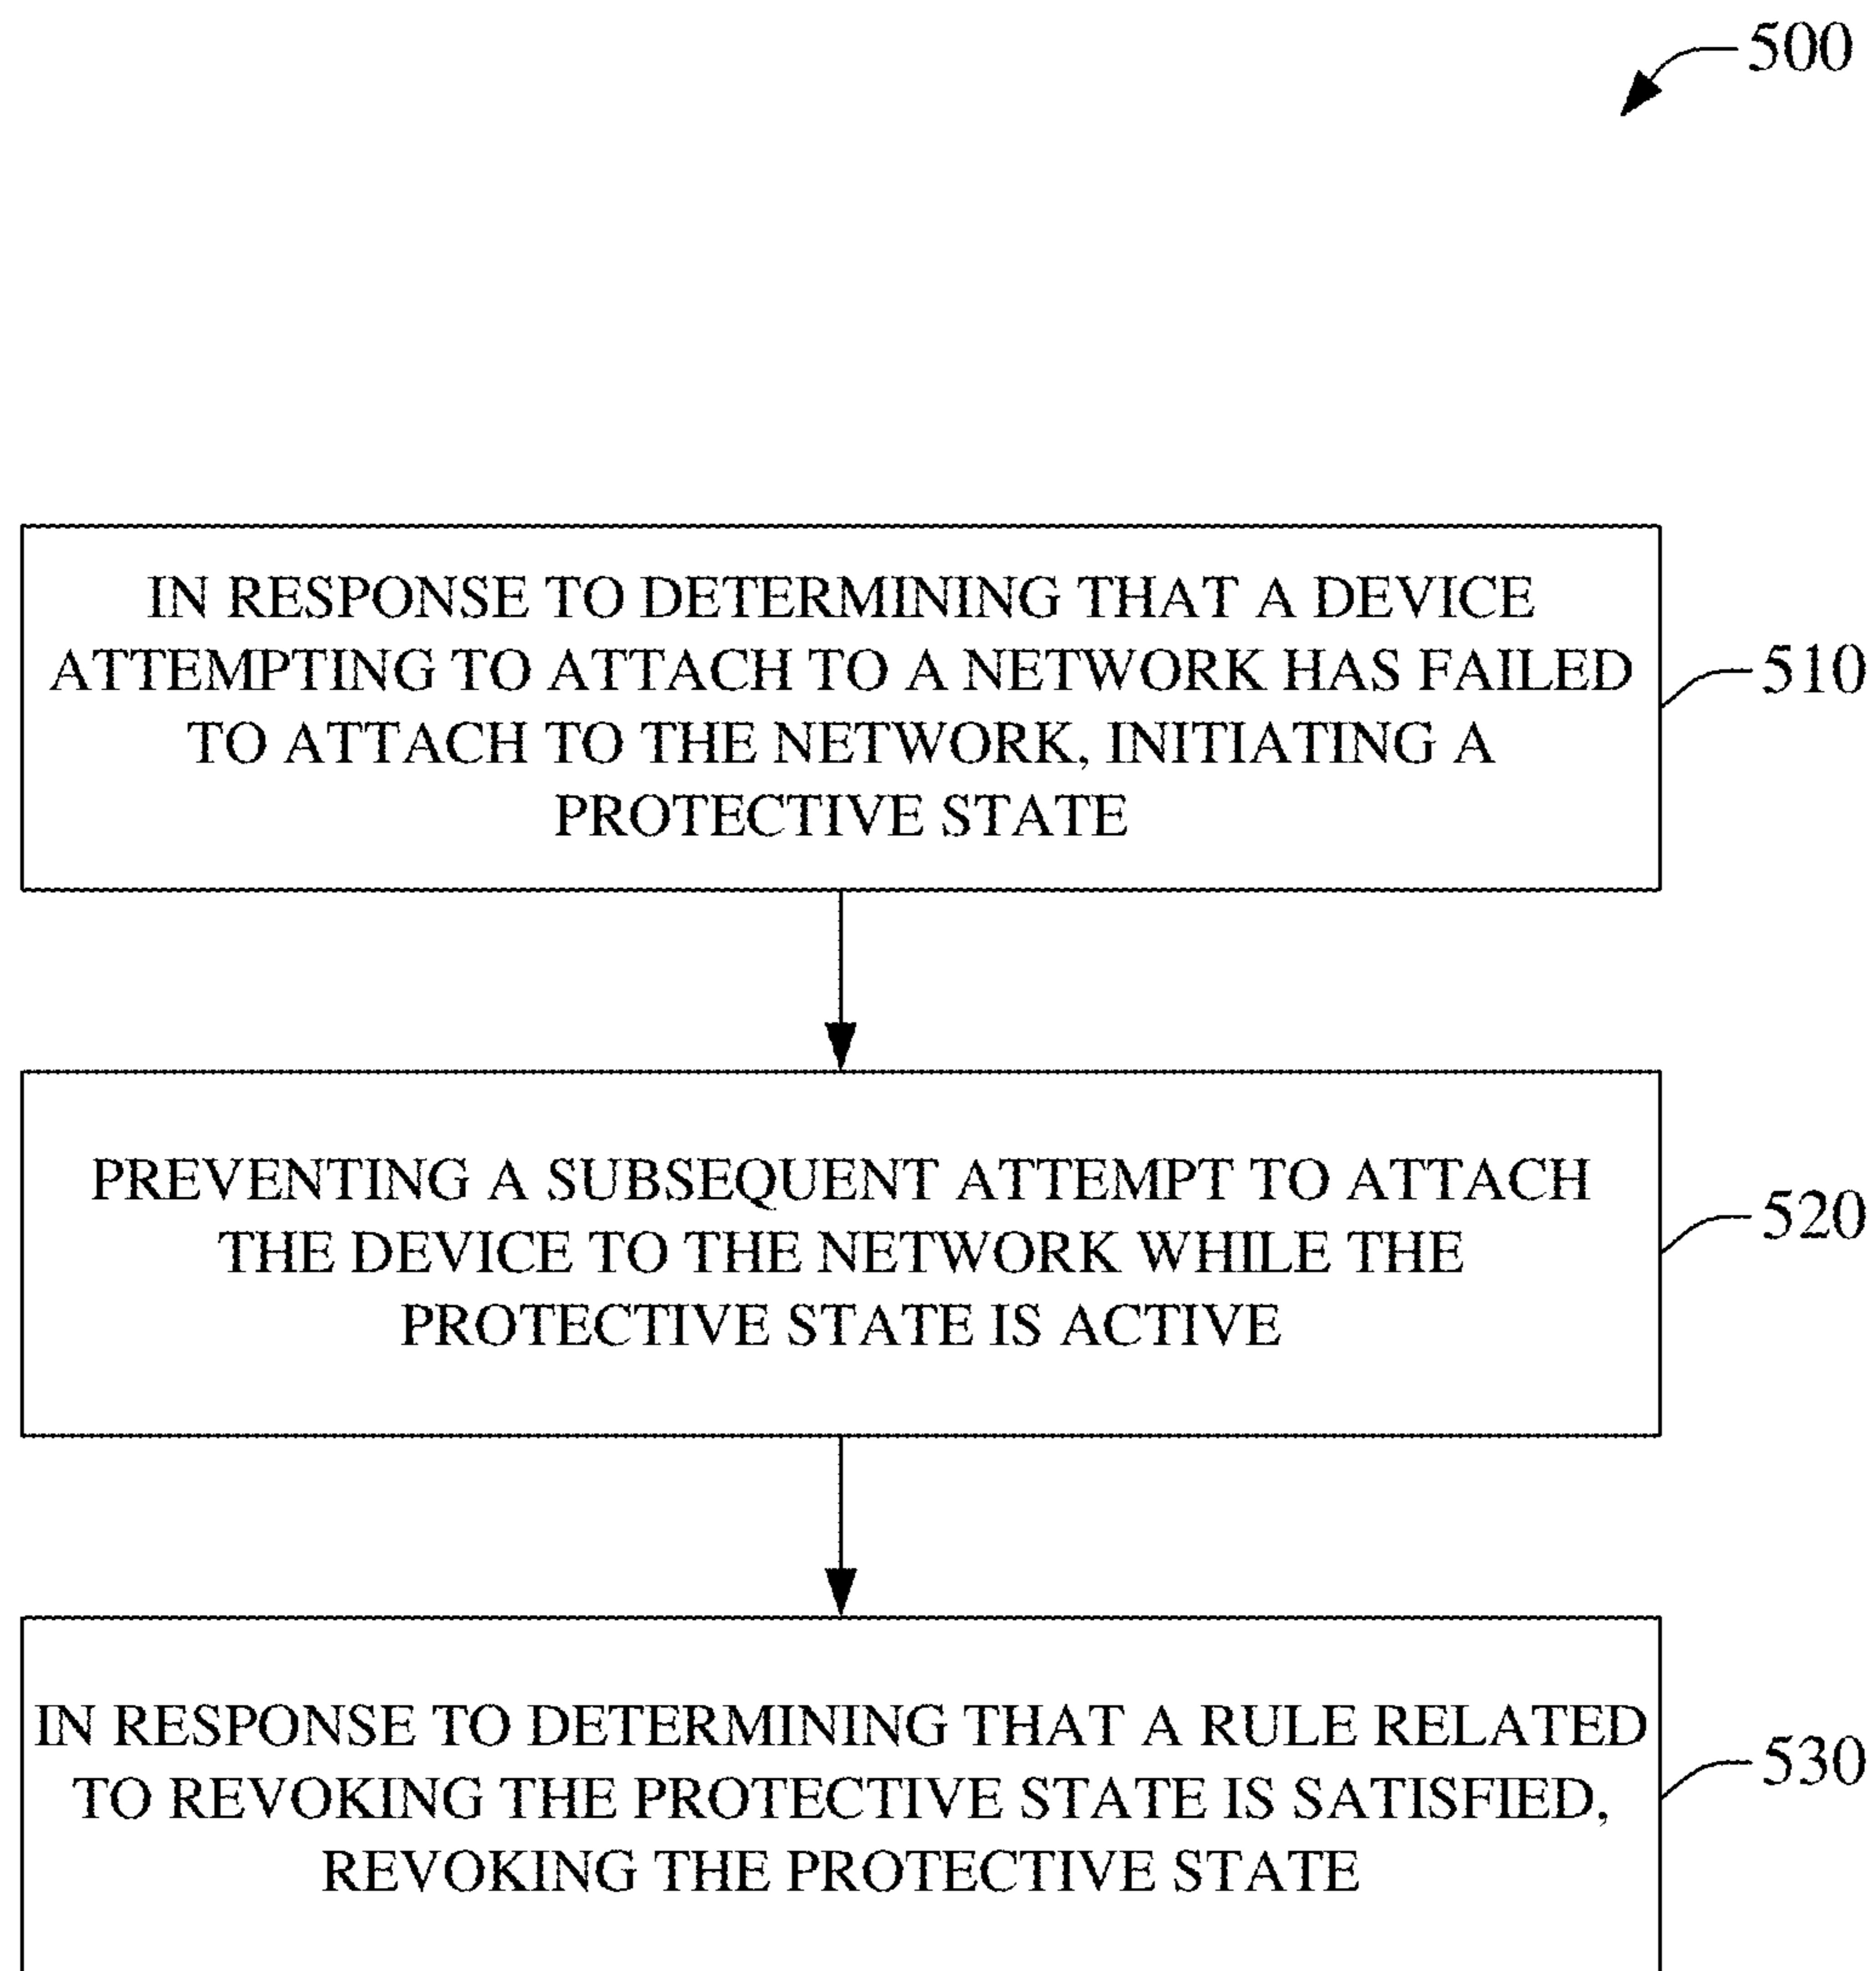 500
IN RESPONSE TO DETERMINING THAT A DEVICE
ATTEMPTING TO ATTACH TO A NETWORK HAS FAILED
TO ATTACH TO THE NETWORK, INITIATING A
PROTECTIVE STATE
510
PREVENTING A SUBSEQUENT ATTEMPT TO ATTACH
THE DEVICE TO THE NETWORK WHILE THE
PROTECTIVE STATE IS ACTIVE
520
IN RESPONSE TO DETERMINING THAT A RULE RELATED
TO REVOKING THE PROTECTIVE STATE IS SATISFIED,
REVOKING THE PROTECTIVE STATE
530